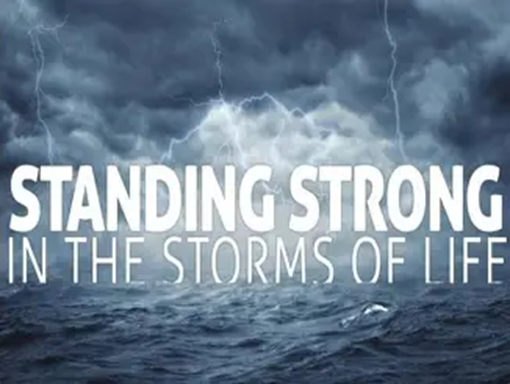 STANDING STRONG
IN THE STORMS OF LIFE